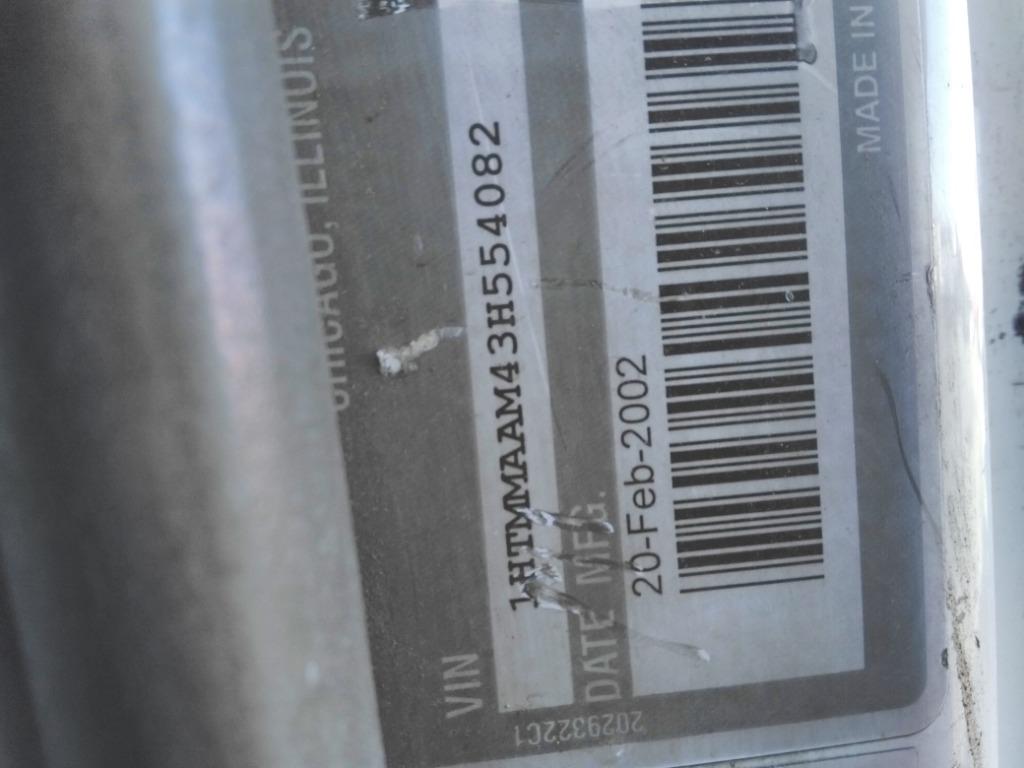 CHICAGO, ILLINOIS
VIN
1HTMMAAM43H554082
DATE MFG.
20-Feb-2002
MADE IN
2029322C1